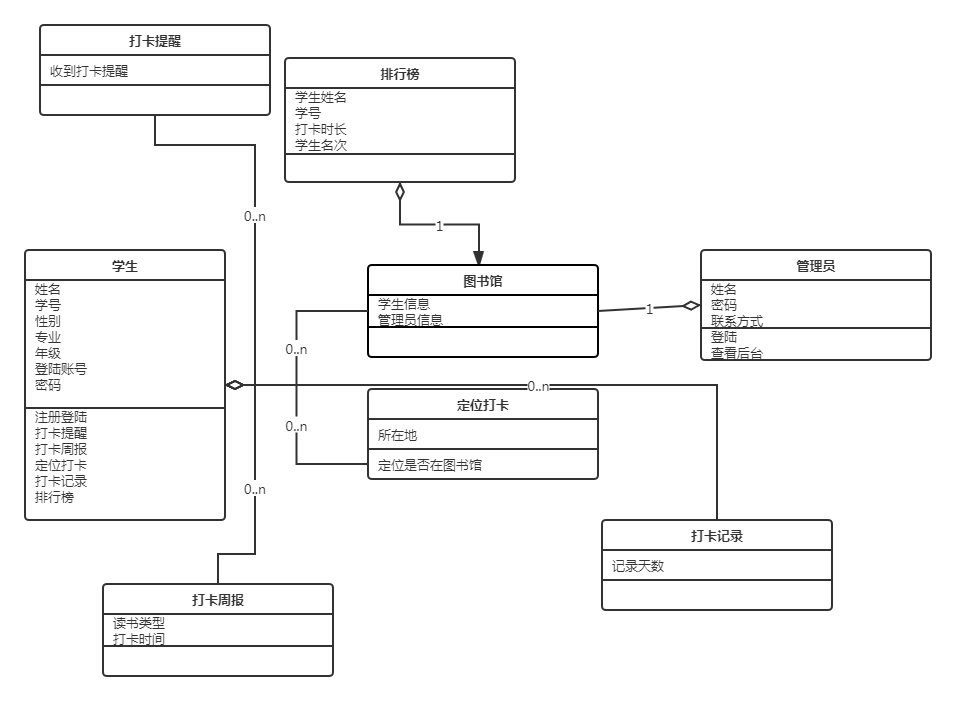 打卡提醒
收到打卡提醒
排行榜
学生姓名
学号
打卡时长
学生名次
0..n
1
学生
姓名
学号
性别
专业
年级
登陆账号
密码
注册登陆
打卡提醒
打卡周报
定位打卡
打卡记录
排行榜
图书馆
学生信息
管理员信息
1
管理员
姓名
密码
联系方式
登陆
查看后台
0..n
0..n
0..n
定位打卡
所在地
定位是否在图书馆
0..n
打卡记录
记录天数
打卡周报
读书类型
打卡时间